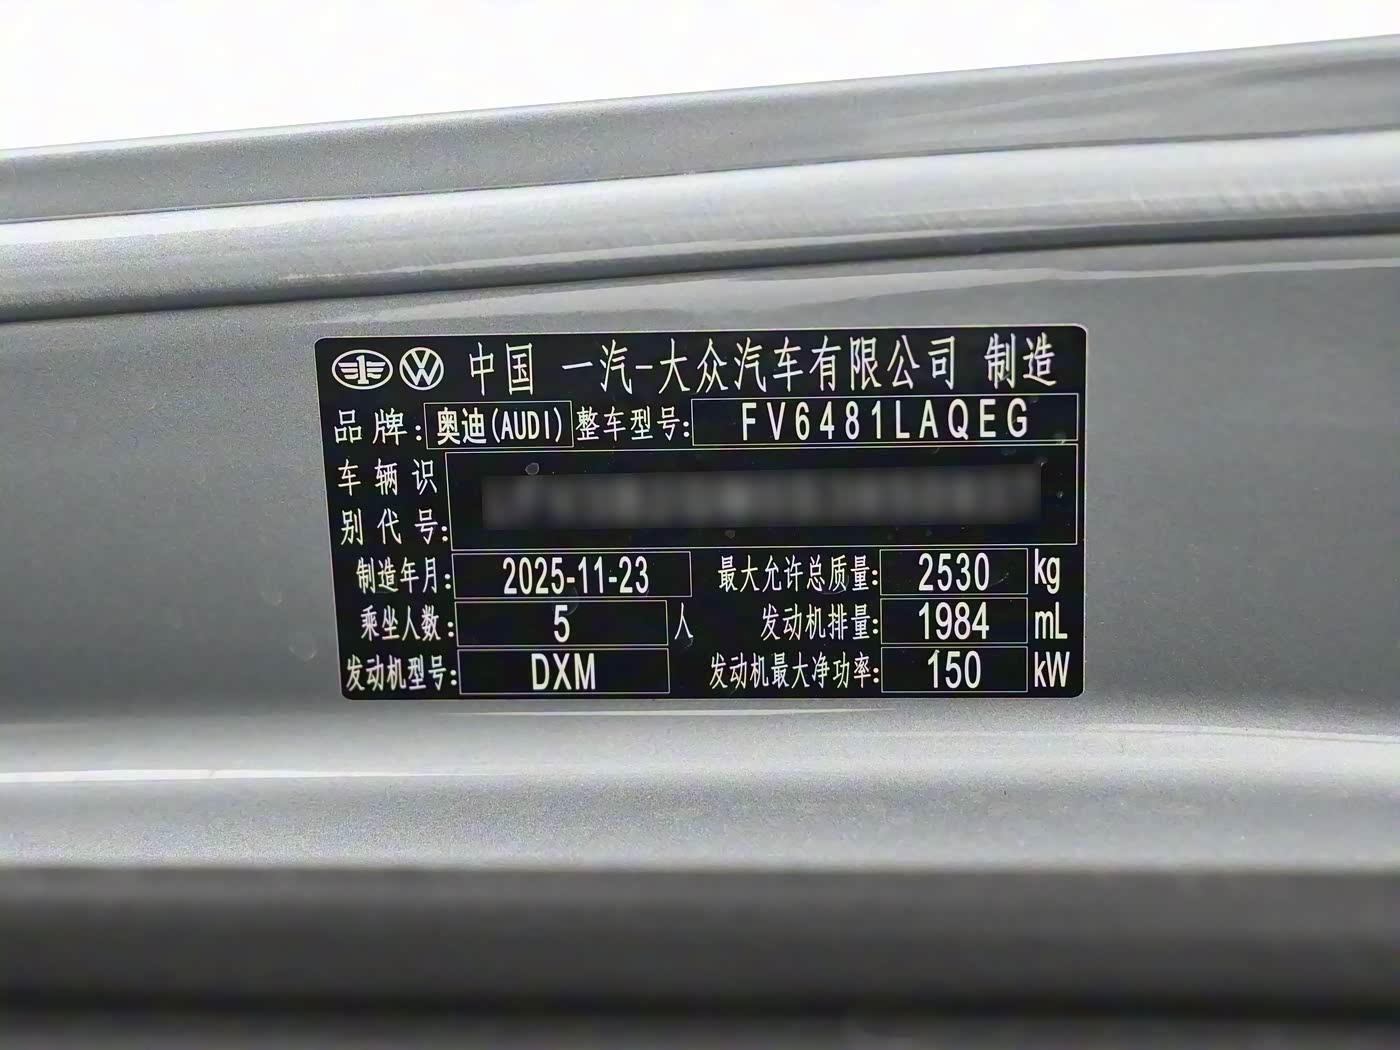 中国 一汽-大众汽车有限公司 制造
品牌: 奥迪(AUDI) 整车型号: FV6481LAQEG
车辆识
别代号:
制造年月: 2025-11-23 最大允许总质量: 2530 kg
乘坐人数: 5 人 发动机排量: 1984 mL
发动机型号: DXM 发动机最大净功率: 150 kW